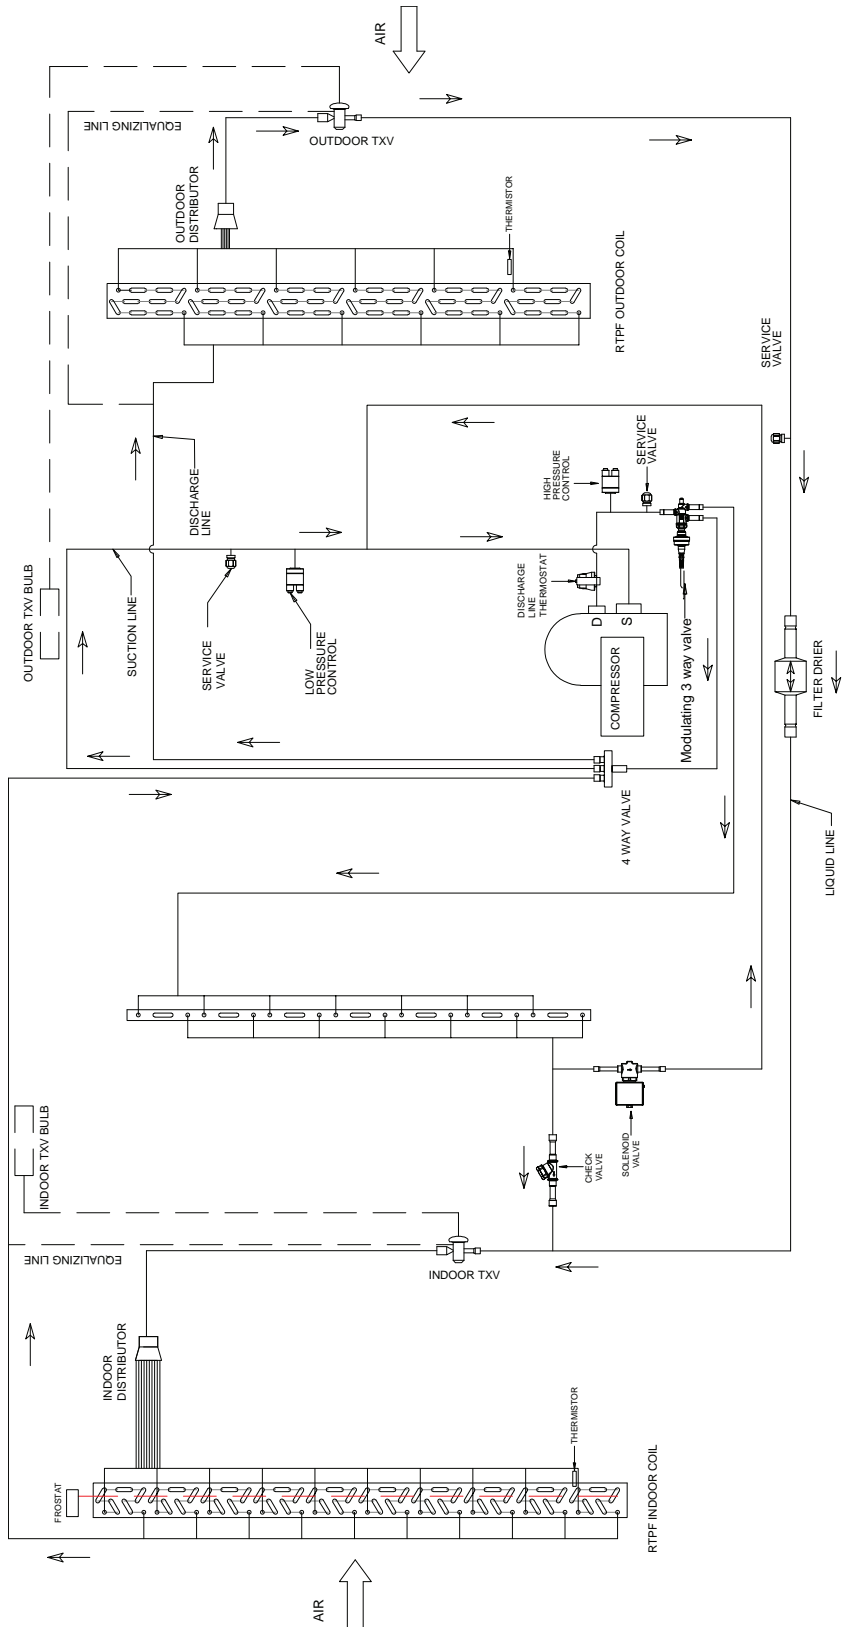 AIR
EQUALIZING LINE
OUTDOOR TXV
OUTDOOR
DISTRIBUTOR
THERMISTOR
RTPF OUTDOOR COIL
SERVICE
VALVE
DISCHARGE
LINE
SUCTION LINE
OUTDOOR TXV BULB
SERVICE
VALVE
LOW
PRESSURE
CONTROL
HIGH
PRESSURE
CONTROL
SERVICE
VALVE
DISCHARGE
LINE
THERMOSTAT
D
S
COMPRESSOR
Modulating 3 way valve
FILTER DRIER
4 WAY VALVE
LIQUID LINE
INDOOR TXV BULB
SOLENOID
VALVE
CHECK
VALVE
EQUALIZING LINE
INDOOR TXV
INDOOR
DISTRIBUTOR
THERMISTOR
FROSTAT
RTPF INDOOR COIL
AIR